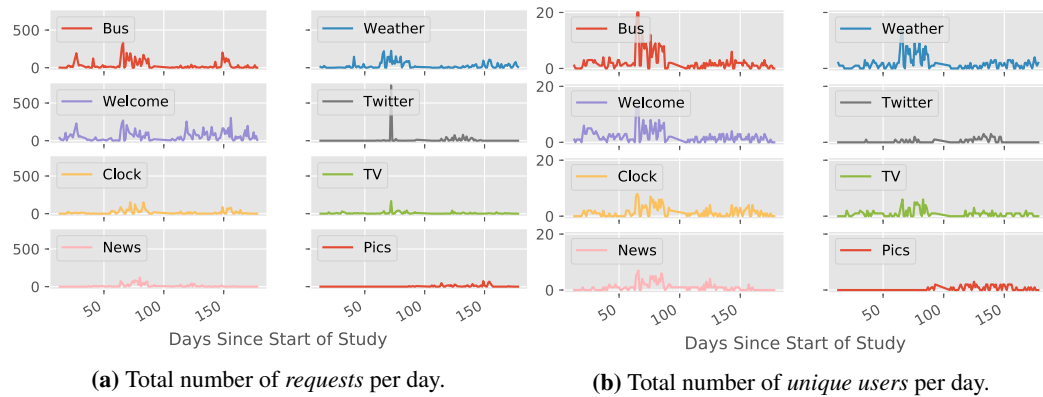 500
Bus
Weather
0
500
Welcome
Twitter
0
500
Clock
TV
0
500
News
Pics
0
50
100
150
50
100
150
Days Since Start of Study
(a) Total number of requests per day.
20
Bus
Weather
0
20
Welcome
Twitter
0
20
Clock
TV
0
20
News
Pics
0
50
100
150
50
100
150
Days Since Start of Study
(b) Total number of unique users per day.